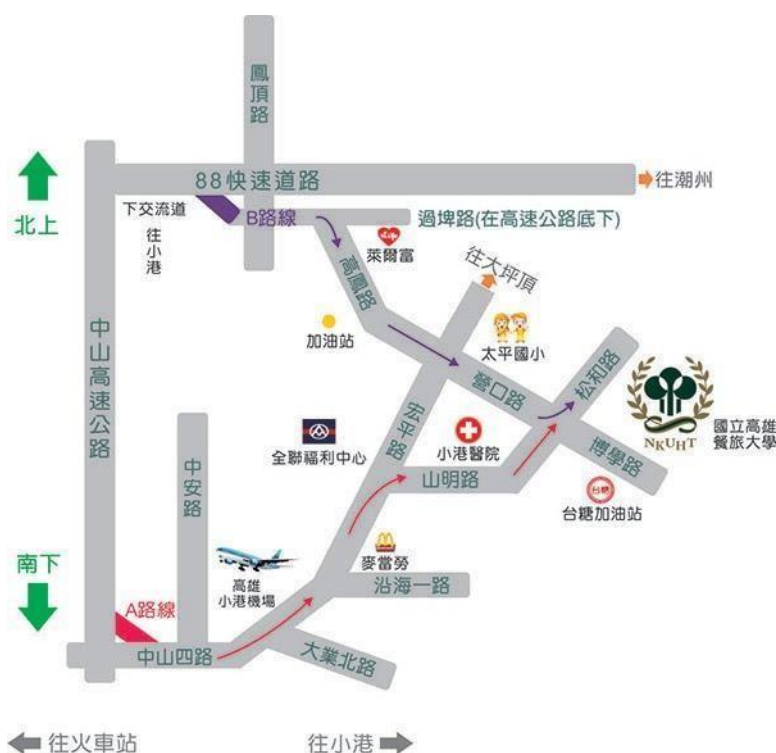 鳳頂路
88快速道路
往潮州
北上
下交流道
往小港
B路線
過埤路(在高速公路底下)
萊爾富
高鳳路
往大坪頂
加油站
太平國小
中山高速公路
營口路
松和路
NKUHT
國立高雄
餐旅大學
宏平路
全聯福利中心
小港醫院
博學路
中安路
山明路
台糖
台糖加油站
麥當勞
南下
高雄
小港機場
沿海一路
A路線
中山四路
大業北路
往火車站
往小港